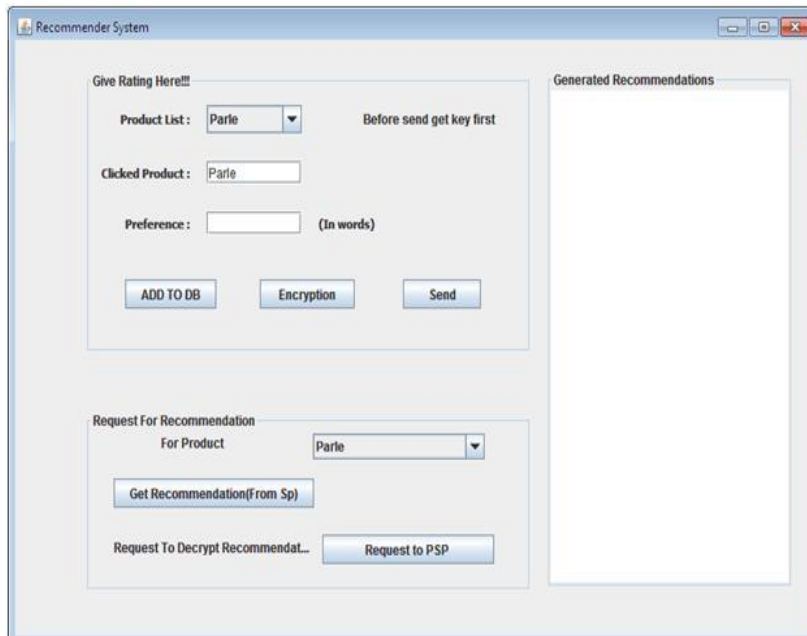 Recommender System
Give Rating Here!!!
Product List :
Parle
Before send get key first
Clicked Product :
Parle
Preference :
(In words)
ADD TO DB
Encryption
Send
Request For Recommendation
For Product
Parle
Get Recommendation(From Sp)
Request To Decrypt Recommendat...
Request to PSP
Generated Recommendations